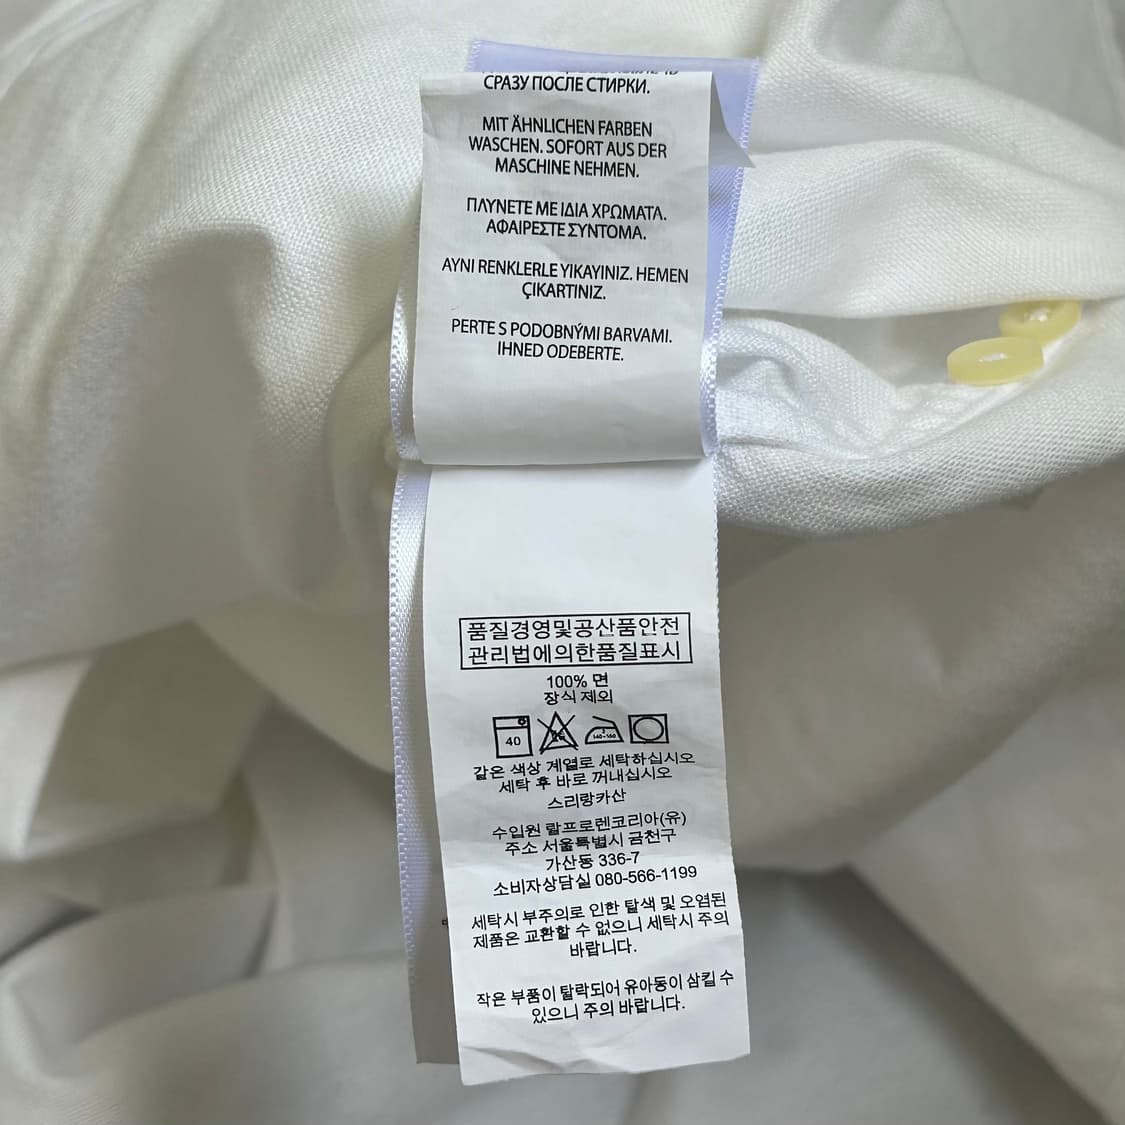 СРАЗУ ПОСЛЕ СТИРКИ.
MIT ÄHNLICHEN FARBEN
WASCHEN. SOFORT AUS DER
MASCHINE NEHMEN.
ΠΛΥΝΕΤΕ ΜΕ ΙΔΙΑ ΧΡΩΜΑΤΑ.
ΑΦΑΙΡΕΣΤΕ ΣΥΝΤΟΜΑ.
AYNI RENKLERLE YIKAYINIZ. HEMEN
ÇIKARTINIZ.
PERTE S PODOBNÝMI BARVAMI.
IHNED ODEBERTE.
품질경영및공산품안전
관리법에의한품질표시
100% 면
장식 제외
40
140~160
같은 색상 계열로 세탁하십시오
세탁 후 바로 꺼내십시오
스리랑카산
수입원 랄프로렌코리아(유)
주소 서울특별시 금천구
가산동 336-7
소비자상담실 080-566-1199
세탁시 부주의로 인한 탈색 및 오염된
제품은 교환할 수 없으니 세탁시 주의
바랍니다.
작은 부품이 탈락되어 유아동이 삼킬 수
있으니 주의 바랍니다.